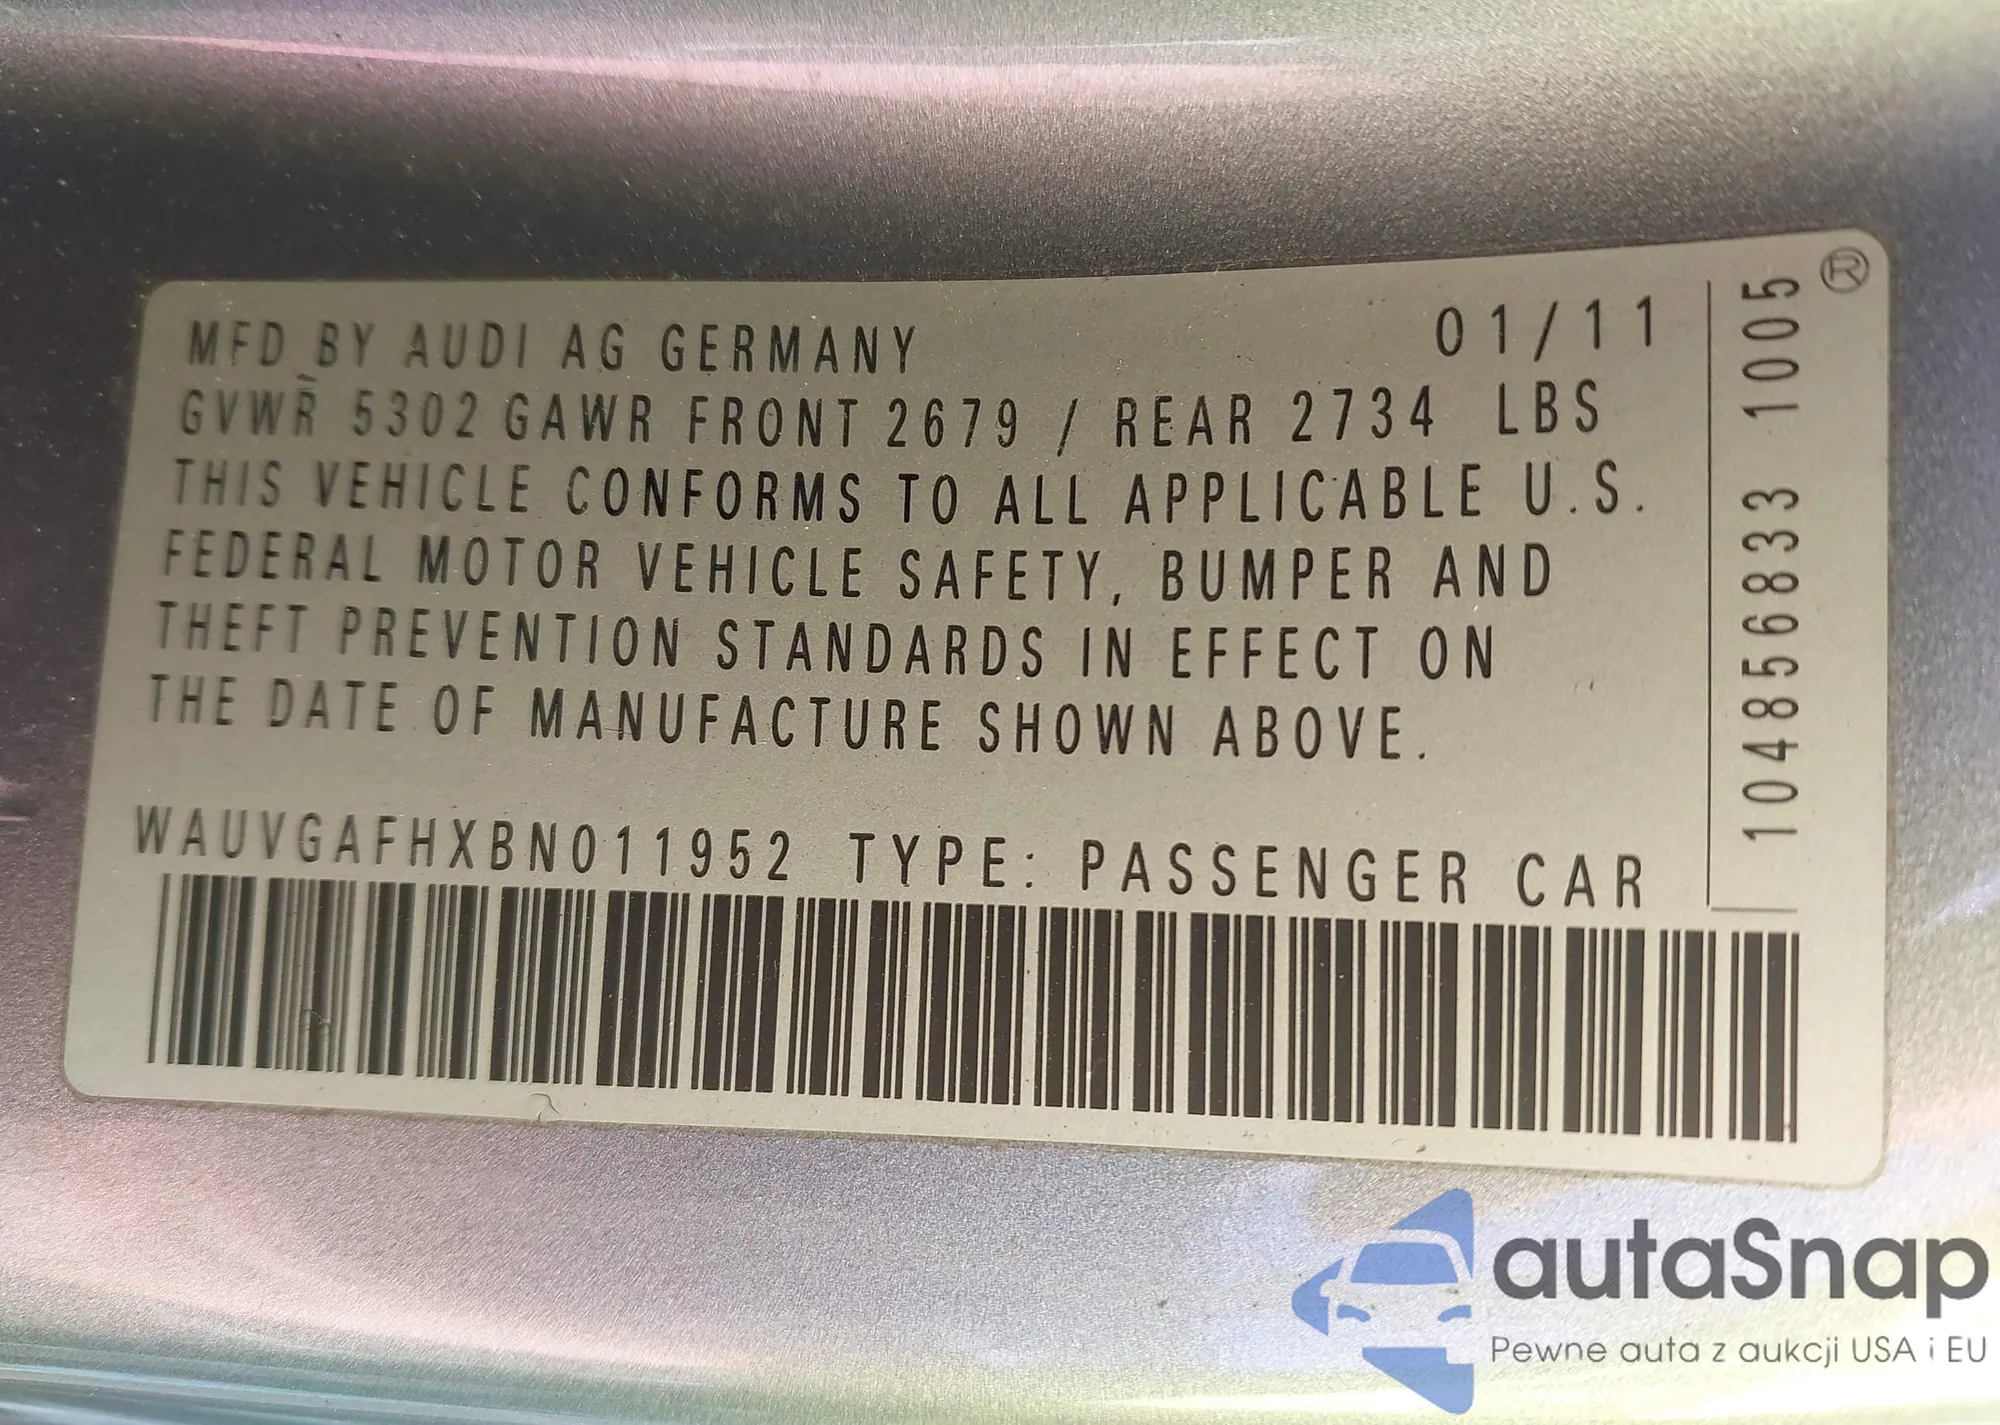 MFD BY AUDI AG GERMANY 01/11
GVWR 5302 GAWR FRONT 2679 / REAR 2734 LBS
THIS VEHICLE CONFORMS TO ALL APPLICABLE U.S.
FEDERAL MOTOR VEHICLE SAFETY, BUMPER AND
THEFT PREVENTION STANDARDS IN EFFECT ON
THE DATE OF MANUFACTURE SHOWN ABOVE.
WAUVGAFHXBN011952 TYPE: PASSENGER CAR
104856833 1005
®
autaSnap
Pewne auta z aukcji USA i EU